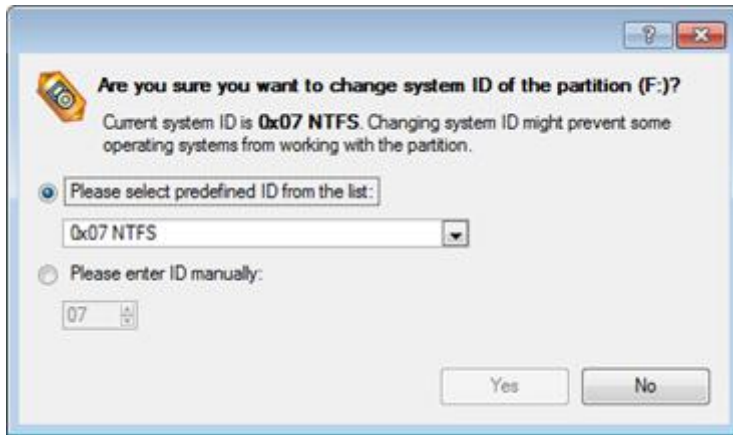 Are you sure you want to change system ID of the partition (F:)?
Current system ID is 0x07 NTFS. Changing system ID might prevent some
operating systems from working with the partition.
Please select predefined ID from the list:
0x07 NTFS
Please enter ID manually:
07
Yes No